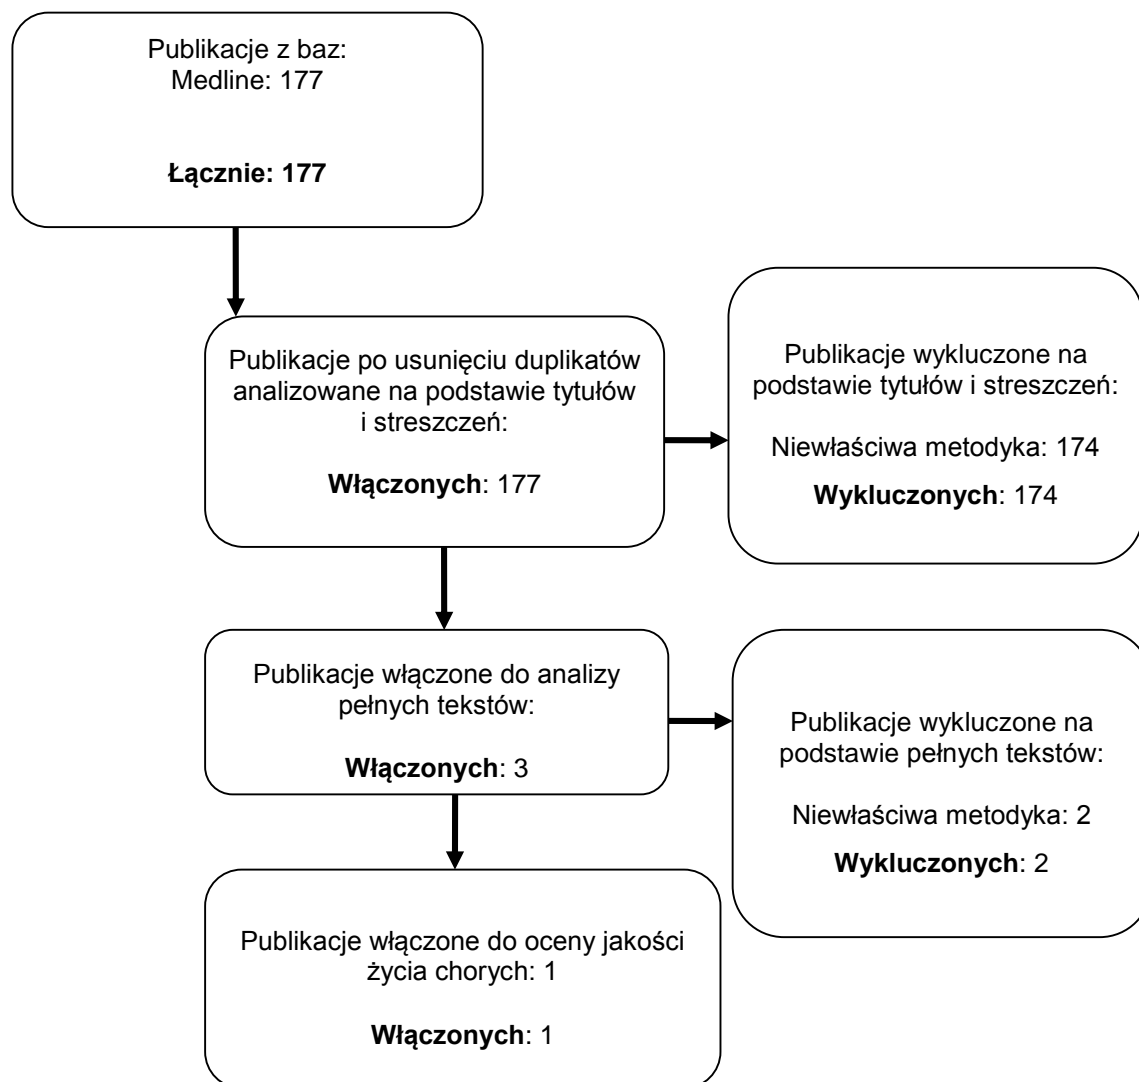 Publikacje z baz:
Medline: 177
Łącznie: 177
Publikacje po usunięciu duplikatów
analizowane na podstawie tytułów
i streszczeń:
Włączonych: 177
Publikacje wykluczone na
podstawie tytułów i streszczeń:
Niewłaściwa metodyka: 174
Wykluczonych: 174
Publikacje włączone do analizy
pełnych tekstów:
Włączonych: 3
Publikacje wykluczone na
podstawie pełnych tekstów:
Niewłaściwa metodyka: 2
Wykluczonych: 2
Publikacje włączone do oceny jakości
życia chorych: 1
Włączonych: 1